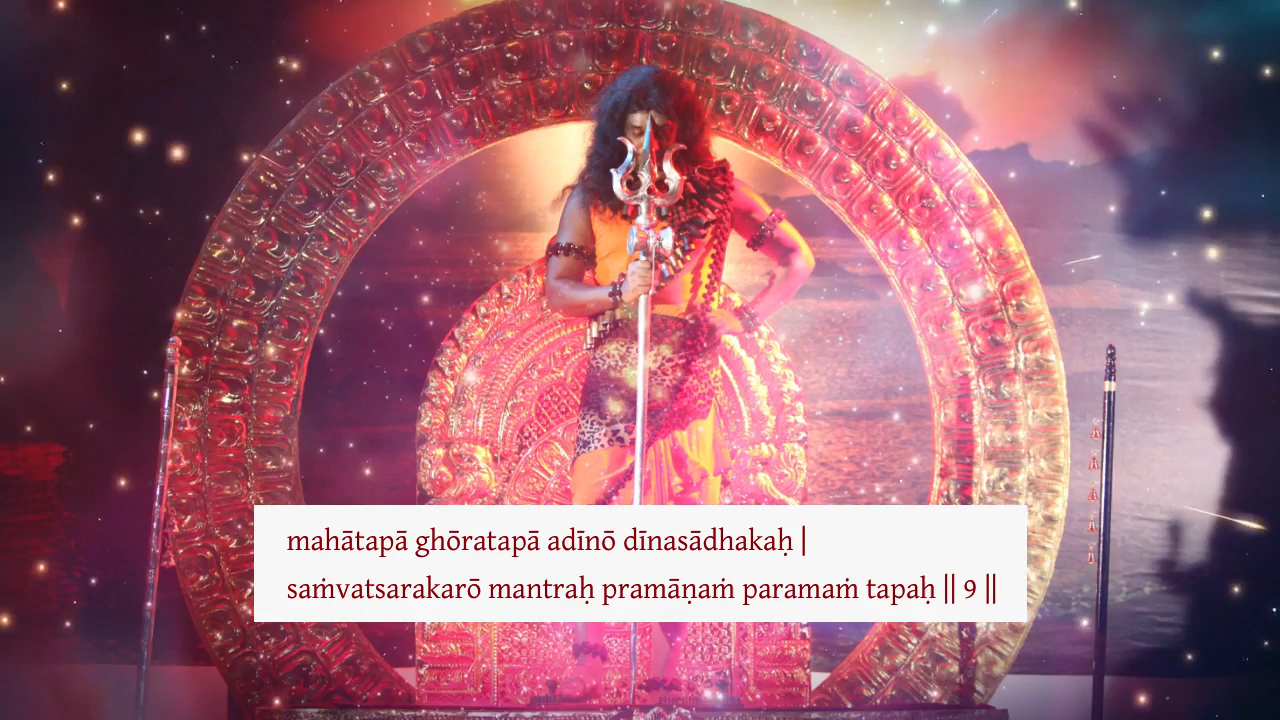 mahātapā ghōratapā adīnō dīnasādhakaḥ |
saṁvatsarakarō mantraḥ pramāṇaṁ paramaṁ tapaḥ || 9 ||